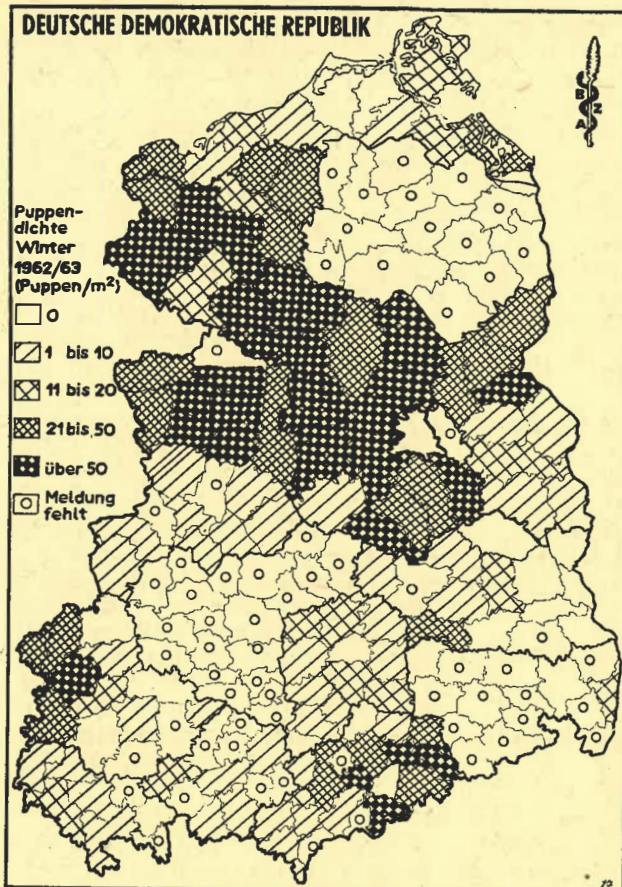 DEUTSCHE DEMOKRATISCHE REPUBLIK
B Z
A
Puppen-
dichte
Winter
1962/63
(Puppen/m²)
0
1 bis 10
11 bis 20
21 bis 50
über 50
Meldung
fehlt